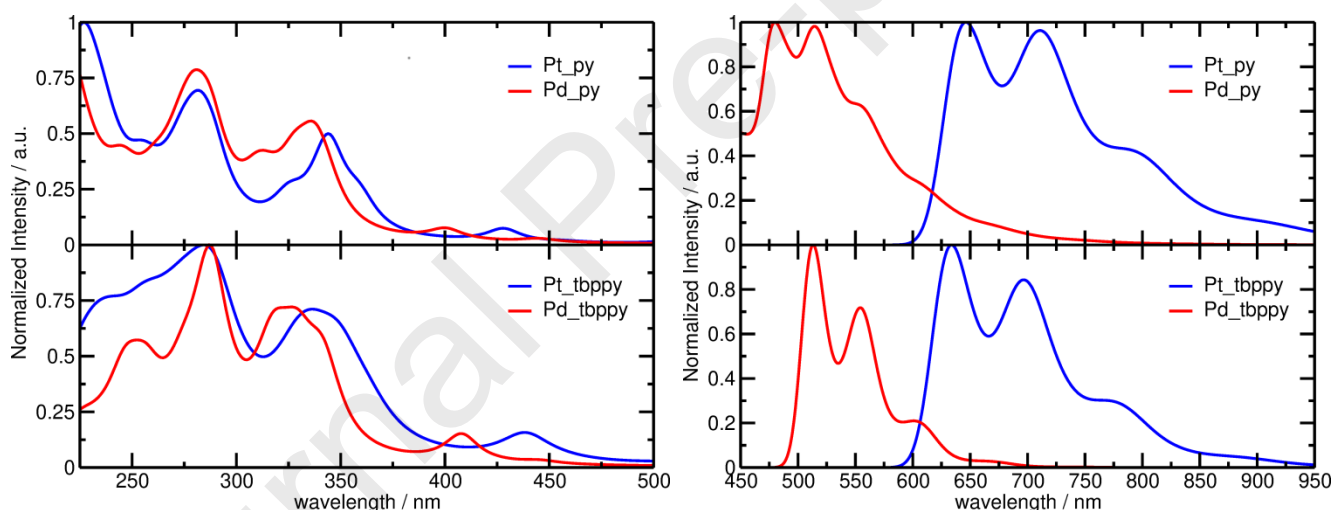 1
0.75
0.5
0.25
0
Normalized Intensity / a.u.
Pt_py
Pd_py
0.75
0.5
0.25
0
Pt_tbppy
Pd_tbppy
250 300 350 400 450 500
wavelength / nm
1
0.8
0.6
0.4
0.2
0
Normalized Intensity / a.u.
Pt_py
Pd_py
0.8
0.6
0.4
0.2
0
Pt_tbppy
Pd_tbppy
450 500 550 600 650 700 750 800 850 900 950
wavelength / nm
rnal Pre-p